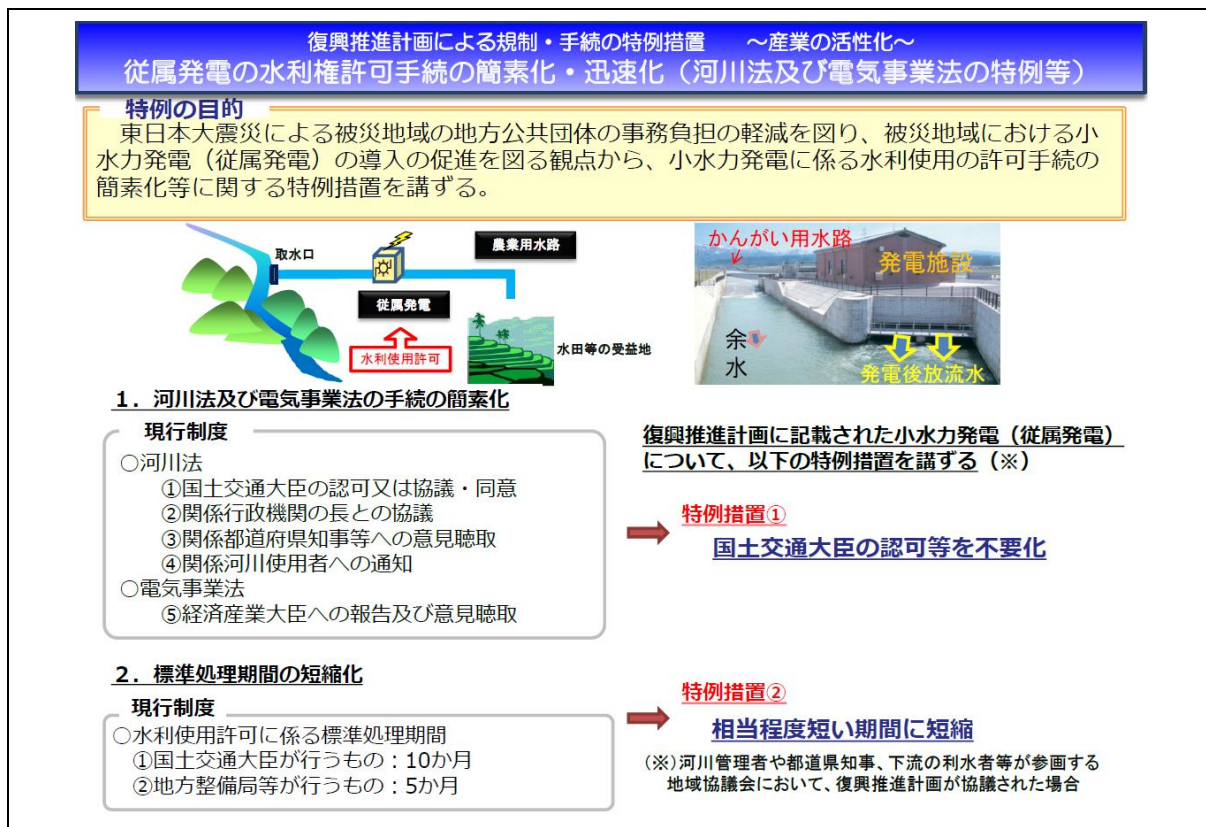 復興推進計画による規制・手続の特例措置　～産業の活性化～
従属発電の水利権許可手続の簡素化・迅速化（河川法及び電気事業法の特例等）
特例の目的
東日本大震災による被災地域の地方公共団体の事務負担の軽減を図り、被災地域における小
水力発電（従属発電）の導入の促進を図る観点から、小水力発電に係る水利使用の許可手続の
簡素化等に関する特例措置を講ずる。
取水口
農業用水路
従属発電
水利使用許可
水田等の受益地
かんがい用水路
発電施設
余水
発電後放流水
１．河川法及び電気事業法の手続の簡素化
現行制度
○河川法
①国土交通大臣の認可又は協議・同意
②関係行政機関の長との協議
③関係都道府県知事等への意見聴取
④関係河川使用者への通知
○電気事業法
⑤経済産業大臣への報告及び意見聴取
復興推進計画に記載された小水力発電（従属発電）
について、以下の特例措置を講ずる（※）
特例措置①
国土交通大臣の認可等を不要化
２．標準処理期間の短縮化
現行制度
○水利使用許可に係る標準処理期間
①国土交通大臣が行うもの：10か月
②地方整備局等が行うもの：5か月
特例措置②
相当程度短い期間に短縮
（※）河川管理者や都道県知事、下流の利水者等が参画する
地域協議会において、復興推進計画が協議された場合